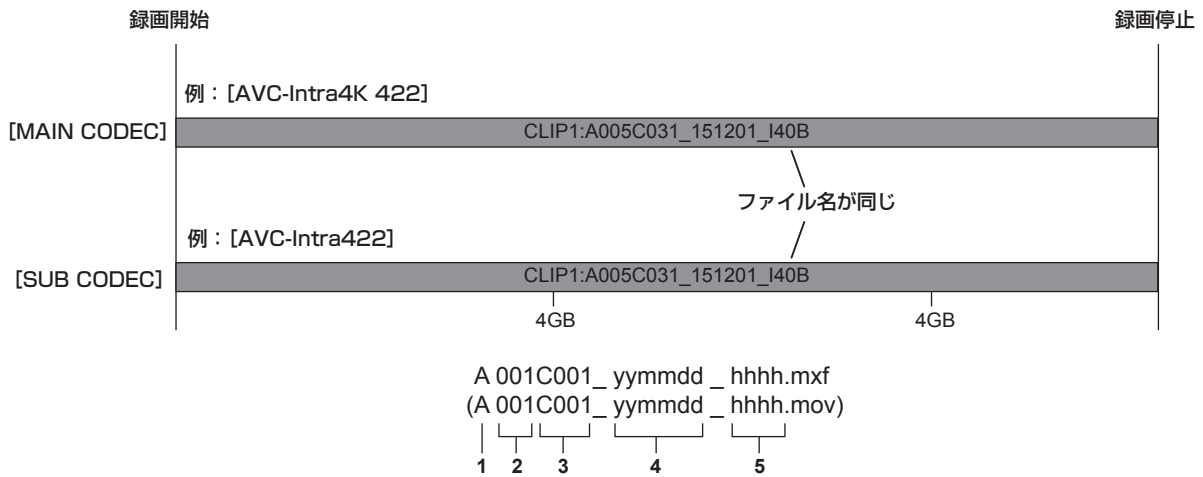 録画開始 録画停止
例：[AVC-Intra4K 422]
[MAIN CODEC] CLIP1:A005C031_151201_I40B
ファイル名が同じ
例：[AVC-Intra422]
[SUB CODEC] CLIP1:A005C031_151201_I40B
4GB 4GB
A 001C001_ yymmdd _ hhhh.mxf
(A 001C001_ yymmdd _ hhhh.mov)
1 2 3 4 5